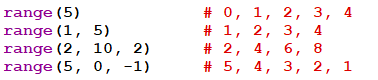 range(5)            # 0, 1, 2, 3, 4
range(1, 5)         # 1, 2, 3, 4
range(2, 10, 2)     # 2, 4, 6, 8
range(5, 0, -1)     # 5, 4, 3, 2, 1